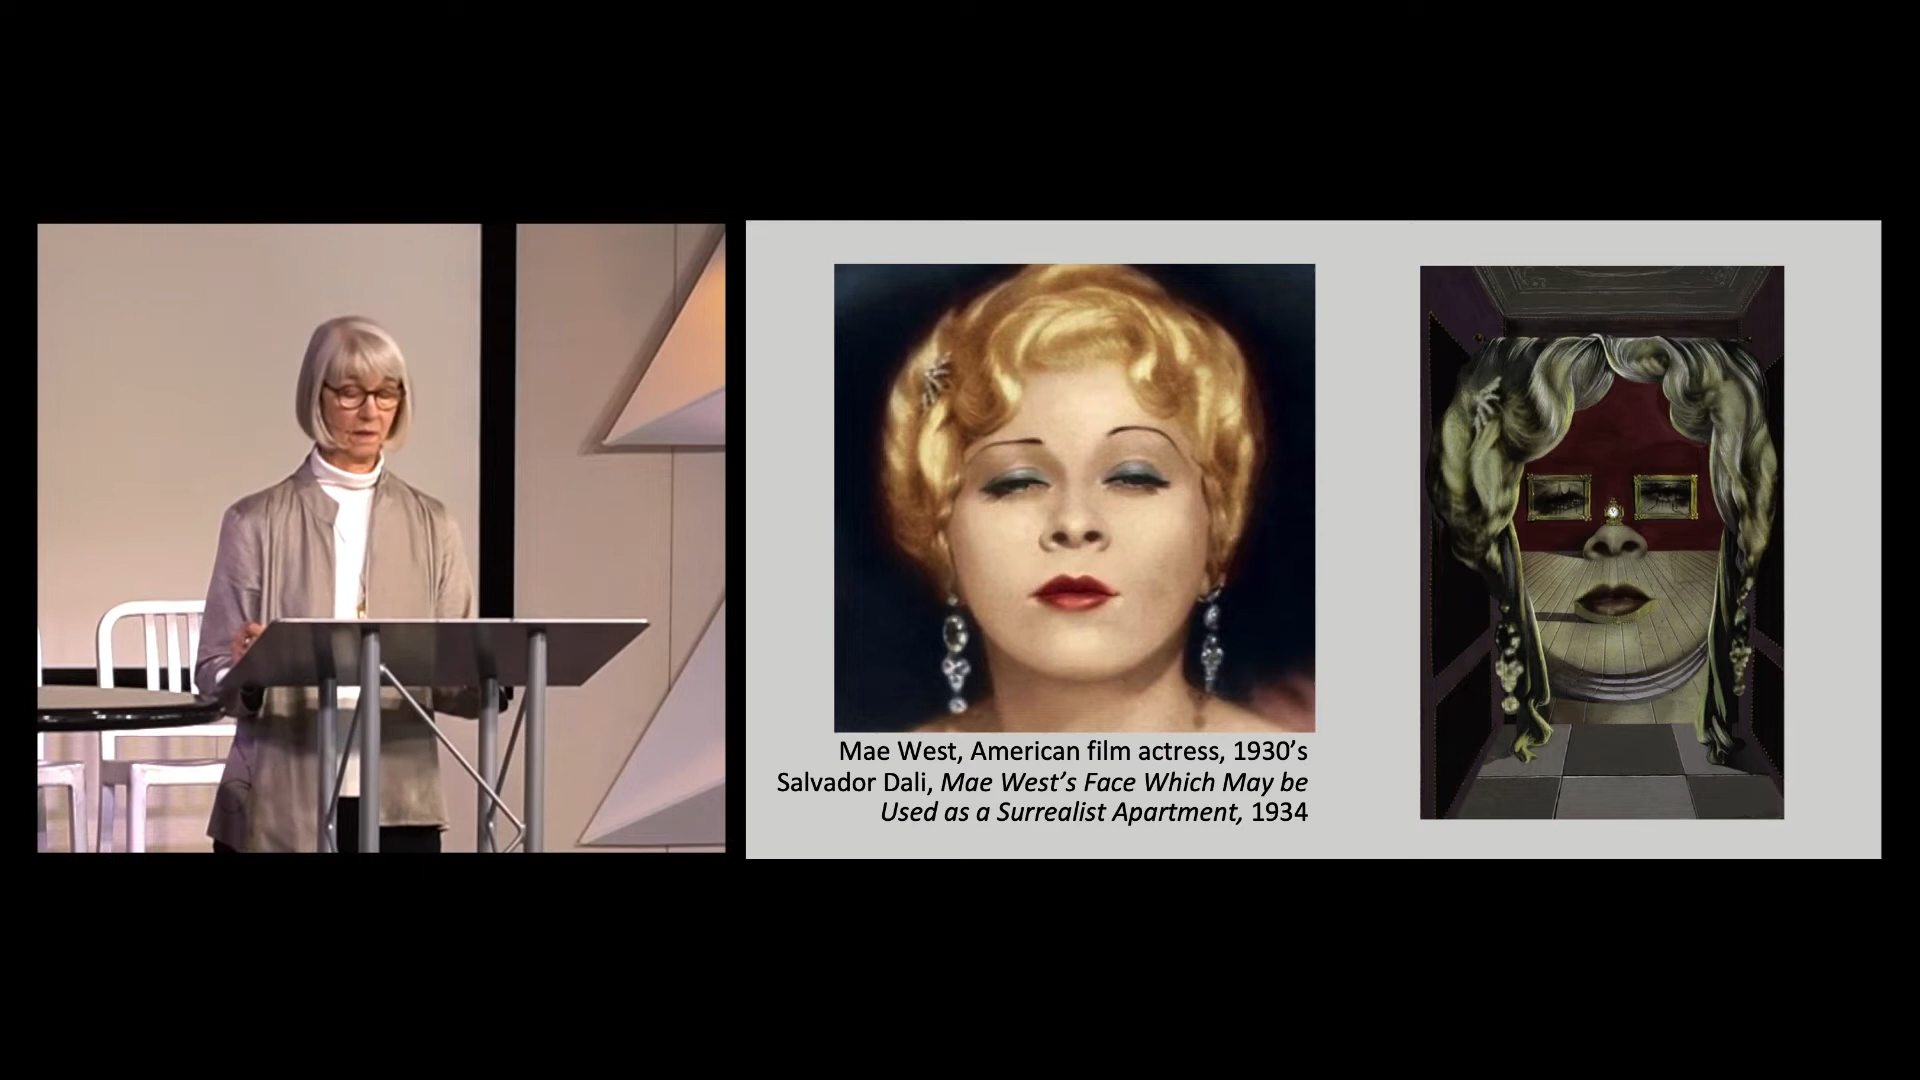 Mae West, American film actress, 1930’s
Salvador Dali, Mae West’s Face Which May be
Used as a Surrealist Apartment, 1934